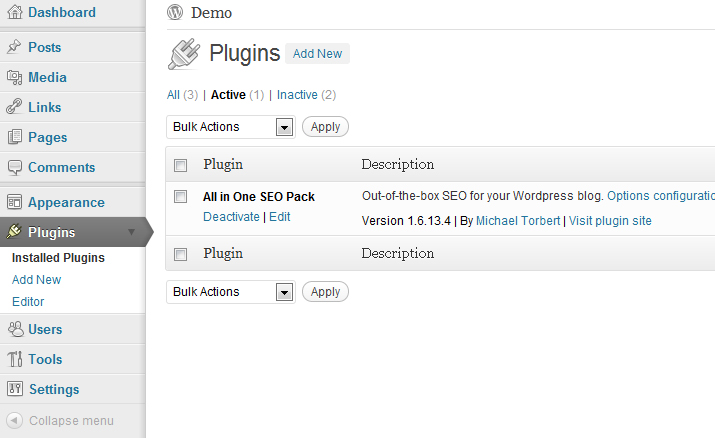 Dashboard
Posts
Media
Links
Pages
Comments
Appearance
Plugins
Installed Plugins
Add New
Editor
Users
Tools
Settings
Collapse menu
Demo
Plugins Add New
All (3) | Active (1) | Inactive (2)
Bulk Actions Apply
Plugin Description
All in One SEO Pack Out-of-the-box SEO for your Wordpress blog. Options configuratio
Deactivate | Edit Version 1.6.13.4 | By Michael Torbert | Visit plugin site
Plugin Description
Bulk Actions Apply